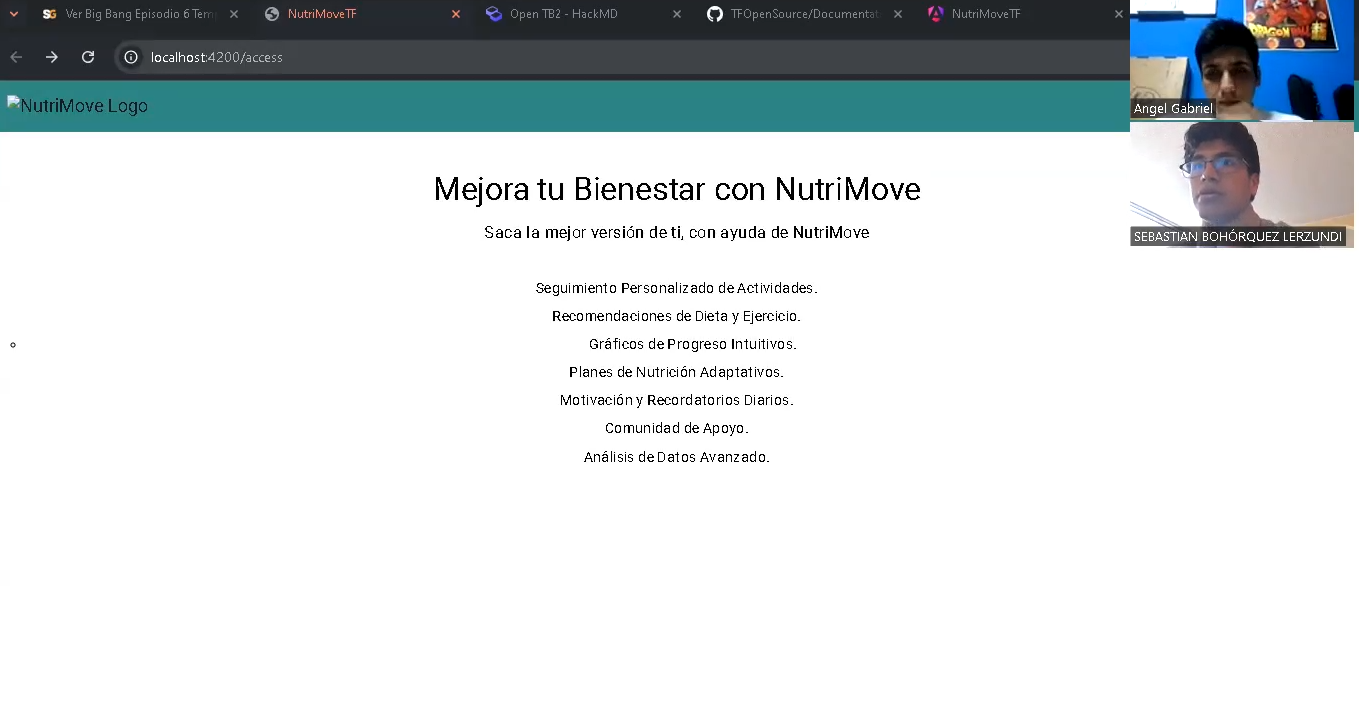 Ver Big Bang Episodio 6 Tem
NutriMoveTF
Open TB2 - HackMD
TFOpenSource/Documentat
NutriMoveTF
localhost:4200/access
NutriMove Logo
DRAGON BALL
Angel Gabriel
SEBASTIAN BOHÓRQUEZ LERZUNDI
Mejora tu Bienestar con NutriMove
Saca la mejor versión de ti, con ayuda de NutriMove
Seguimiento Personalizado de Actividades.
Recomendaciones de Dieta y Ejercicio.
Gráficos de Progreso Intuitivos.
Planes de Nutrición Adaptativos.
Motivación y Recordatorios Diarios.
Comunidad de Apoyo.
Análisis de Datos Avanzado.